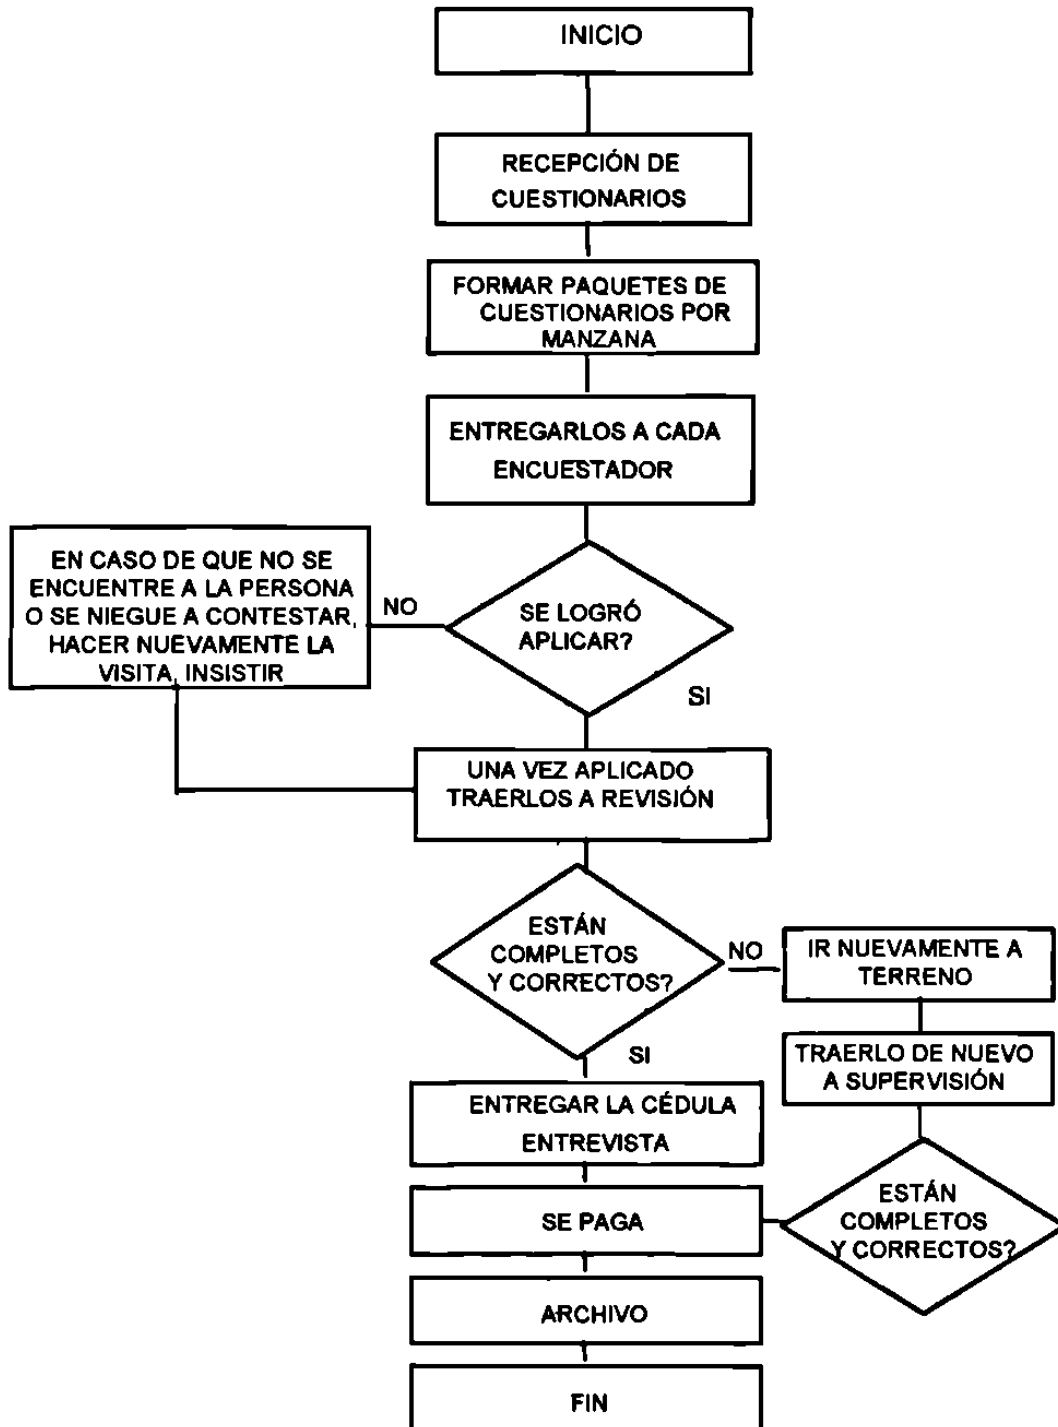 INICIO
RECEPCIÓN DE
CUESTIONARIOS
FORMAR PAQUETES DE
CUESTIONARIOS POR
MANZANA
ENTREGARLOS A CADA
ENCUESTADOR
EN CASO DE QUE NO SE
ENCUENTRE A LA PERSONA
O SE NIEGUE A CONTESTAR,
HACER NUEVAMENTE LA
VISITA, INSISTIR
NO
SE LOGRÓ
APLICAR?
SI
UNA VEZ APLICADO
TRAERLOS A REVISIÓN
ESTÁN
COMPLETOS
Y CORRECTOS?
NO
IR NUEVAMENTE A
TERRENO
SI
TRAERLO DE NUEVO
A SUPERVISIÓN
ENTREGAR LA CÉDULA
ENTREVISTA
ESTÁN
COMPLETOS
Y CORRECTOS?
SE PAGA
ARCHIVO
FIN